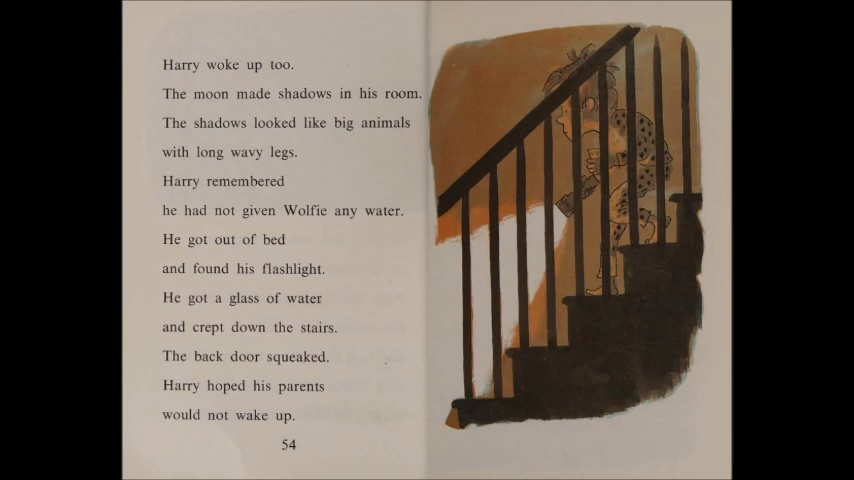 Harry woke up too.
The moon made shadows in his room.
The shadows looked like big animals
with long wavy legs.
Harry remembered
he had not given Wolfie any water.
He got out of bed
and found his flashlight.
He got a glass of water
and crept down the stairs.
The back door squeaked.
Harry hoped his parents
would not wake up.
54